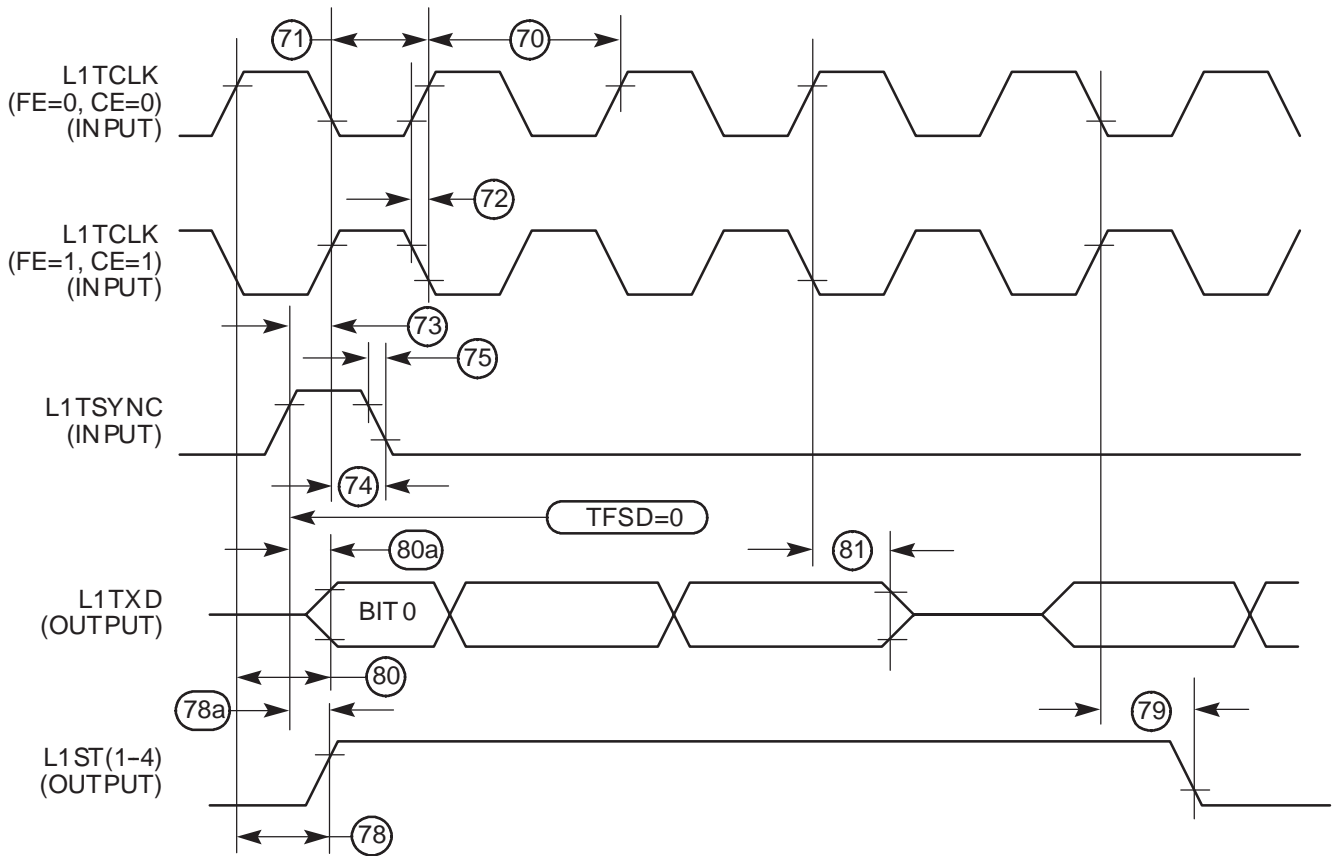 71
70
L1TCLK
(FE=0, CE=0)
(INPUT)
72
L1TCLK
(FE=1, CE=1)
(INPUT)
73
75
L1TSYNC
(INPUT)
74
TFSD=0
80a
81
L1TXD
(OUTPUT)
BIT 0
80
78a
79
L1ST(1-4)
(OUTPUT)
78